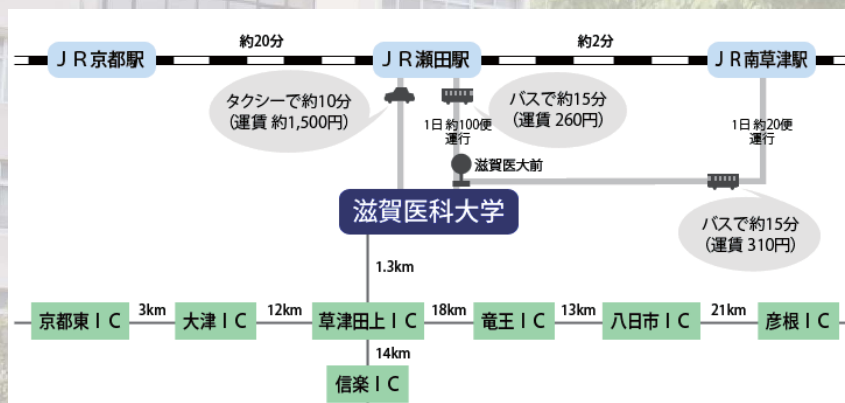 約20分
約2分
ＪＲ京都駅
ＪＲ瀬田駅
ＪＲ南草津駅
タクシーで約10分
（運賃 約1,500円）
バスで約15分
（運賃 260円）
1日 約100便
運行
1日 約20便
運行
滋賀医大前
滋賀医科大学
バスで約15分
（運賃 310円）
1.3km
京都東ＩＣ
3km
大津ＩＣ
12km
草津田上ＩＣ
18km
竜王ＩＣ
13km
八日市ＩＣ
21km
彦根ＩＣ
14km
信楽ＩＣ